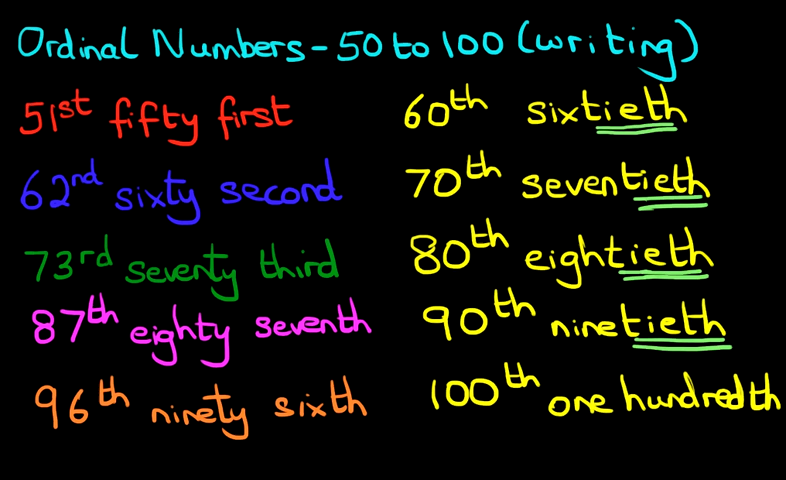 Ordinal Numbers - 50 to 100 (writing)
51st fifty first
62nd sixty second
73rd seventy third
87th eighty seventh
96th ninety sixth
60th sixtieth
70th seventieth
80th eightieth
90th ninetieth
100th one hundredth